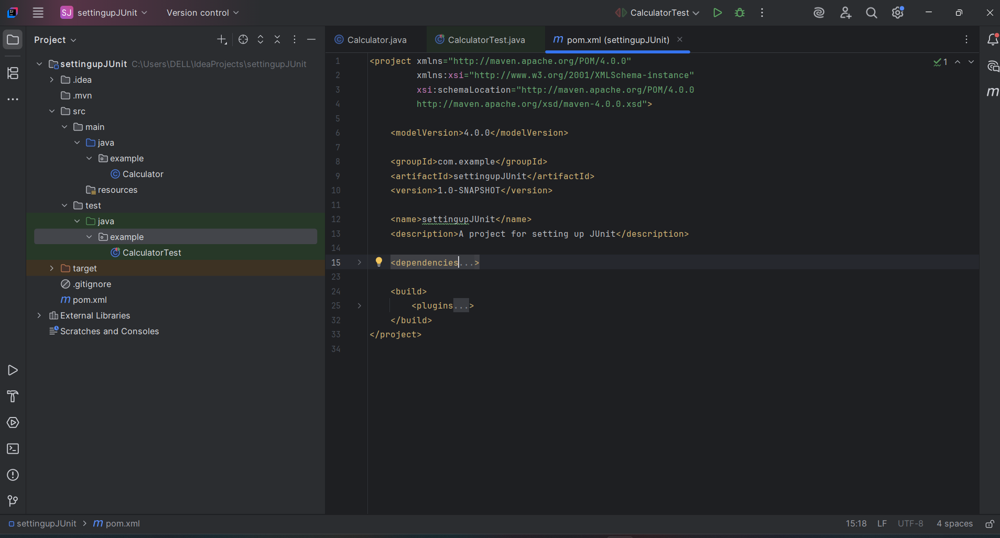 SJ settingupJUnit Version control CalculatorTest
Project
Calculator.java CalculatorTest.java m pom.xml (settingupJUnit)
settingupJUnit C:\Users\DELL\IdeaProjects\settingupJUnit
.idea
.mvn
src
main
java
example
Calculator
resources
test
java
example
CalculatorTest
target
.gitignore
m pom.xml
External Libraries
Scratches and Consoles
1 <project xmlns="http://maven.apache.org/POM/4.0.0"
2 xmlns:xsi="http://www.w3.org/2001/XMLSchema-instance"
3 xsi:schemaLocation="http://maven.apache.org/POM/4.0.0
4 http://maven.apache.org/xsd/maven-4.0.0.xsd">
5
6 <modelVersion>4.0.0</modelVersion>
7
8 <groupId>com.example</groupId>
9 <artifactId>settingupJUnit</artifactId>
10 <version>1.0-SNAPSHOT</version>
11
12 <name>settingupJUnit</name>
13 <description>A project for setting up JUnit</description>
14
15 <dependencies...>
23
24 <build>
25 <plugins...>
32 </build>
33 </project>
34
1
m
settingupJUnit > m pom.xml
15:18 LF UTF-8 4 spaces